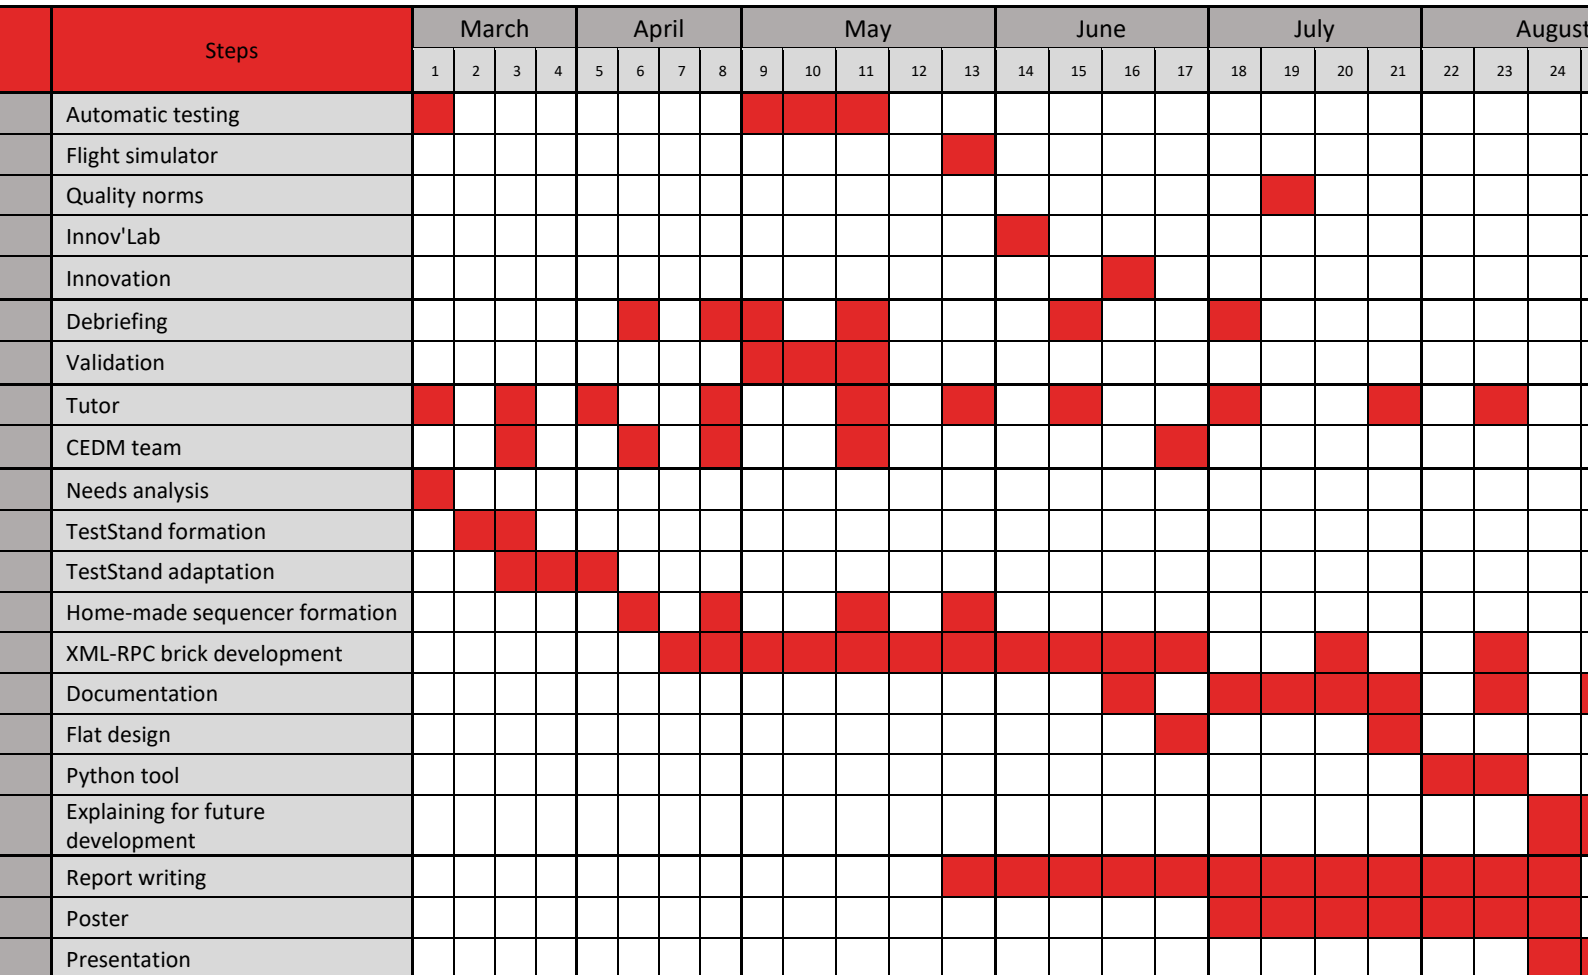 Steps
March April May June July August
1 2 3 4 5 6 7 8 9 10 11 12 13 14 15 16 17 18 19 20 21 22 23 24
Automatic testing
Flight simulator
Quality norms
Innov'Lab
Innovation
Debriefing
Validation
Tutor
CEDM team
Needs analysis
TestStand formation
TestStand adaptation
Home-made sequencer formation
XML-RPC brick development
Documentation
Flat design
Python tool
Explaining for future
development
Report writing
Poster
Presentation